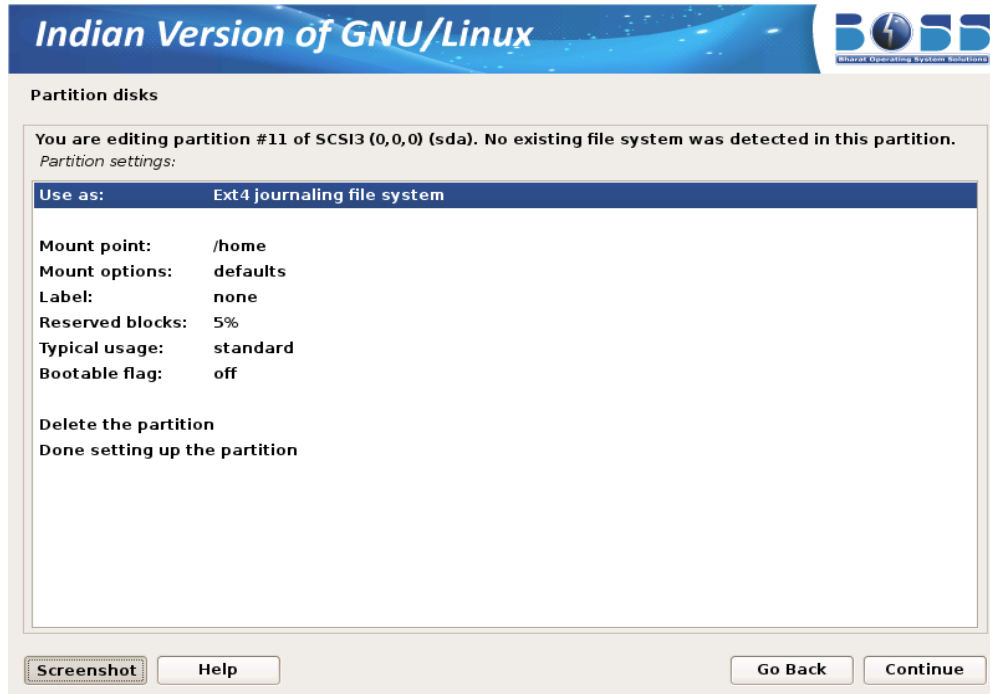 Indian Version of GNU/Linux
BOSS
Bharat Operating System Solutions
Partition disks
You are editing partition #11 of SCSI3 (0,0,0) (sda). No existing file system was detected in this partition.
Partition settings:
Use as: Ext4 journaling file system
Mount point: /home
Mount options: defaults
Label: none
Reserved blocks: 5%
Typical usage: standard
Bootable flag: off
Delete the partition
Done setting up the partition
Screenshot Help Go Back Continue